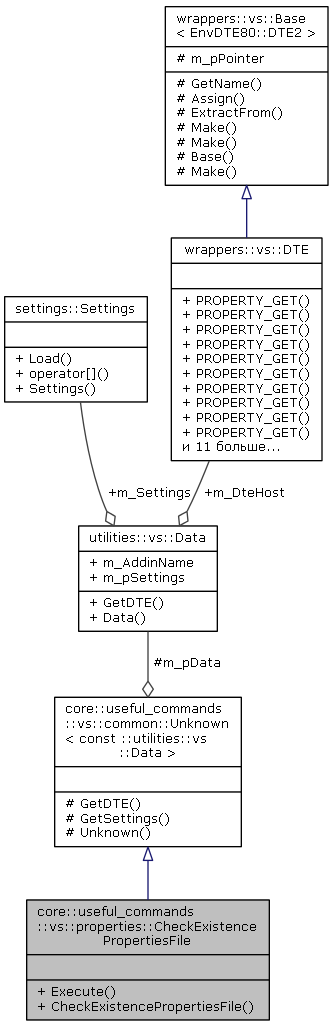 wrappers::vs::Base
< EnvDTE80::DTE2 >
# m_pPointer
# GetName()
# Assign()
# ExtractFrom()
# Make()
# Make()
# Base()
# Make()
wrappers::vs::DTE
+ PROPERTY_GET()
+ PROPERTY_GET()
+ PROPERTY_GET()
+ PROPERTY_GET()
+ PROPERTY_GET()
+ PROPERTY_GET()
+ PROPERTY_GET()
+ PROPERTY_GET()
+ PROPERTY_GET()
+ PROPERTY_GET()
и 11 больше...
settings::Settings
+ Load()
+ operator[]()
+ Settings()
+m_Settings
+m_DteHost
utilities::vs::Data
+ m_AddinName
+ m_pSettings
+ GetDTE()
+ Data()
#m_pData
core::useful_commands
::vs::common::Unknown
< const ::utilities::vs
::Data >
# GetDTE()
# GetSettings()
# Unknown()
core::useful_commands
::vs::properties::CheckExistence
PropertiesFile
+ Execute()
+ CheckExistencePropertiesFile()